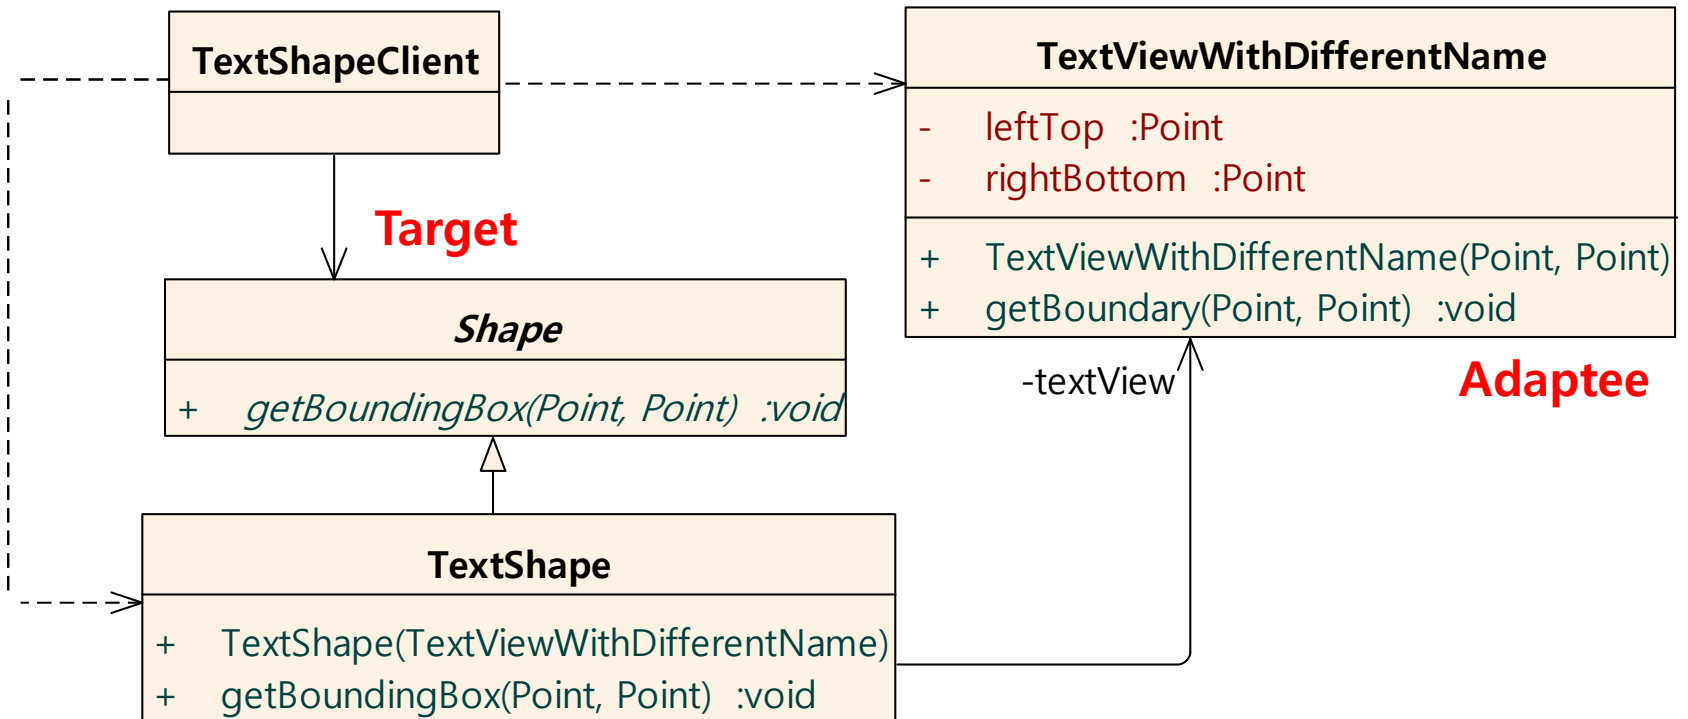 TextShapeClient
TextViewWithDifferentName
- leftTop :Point
- rightBottom :Point
+ TextViewWithDifferentName(Point, Point)
+ getBoundary(Point, Point) :void
Target
Shape
+ getBoundingBox(Point, Point) :void
-textView
Adaptee
TextShape
+ TextShape(TextViewWithDifferentName)
+ getBoundingBox(Point, Point) :void